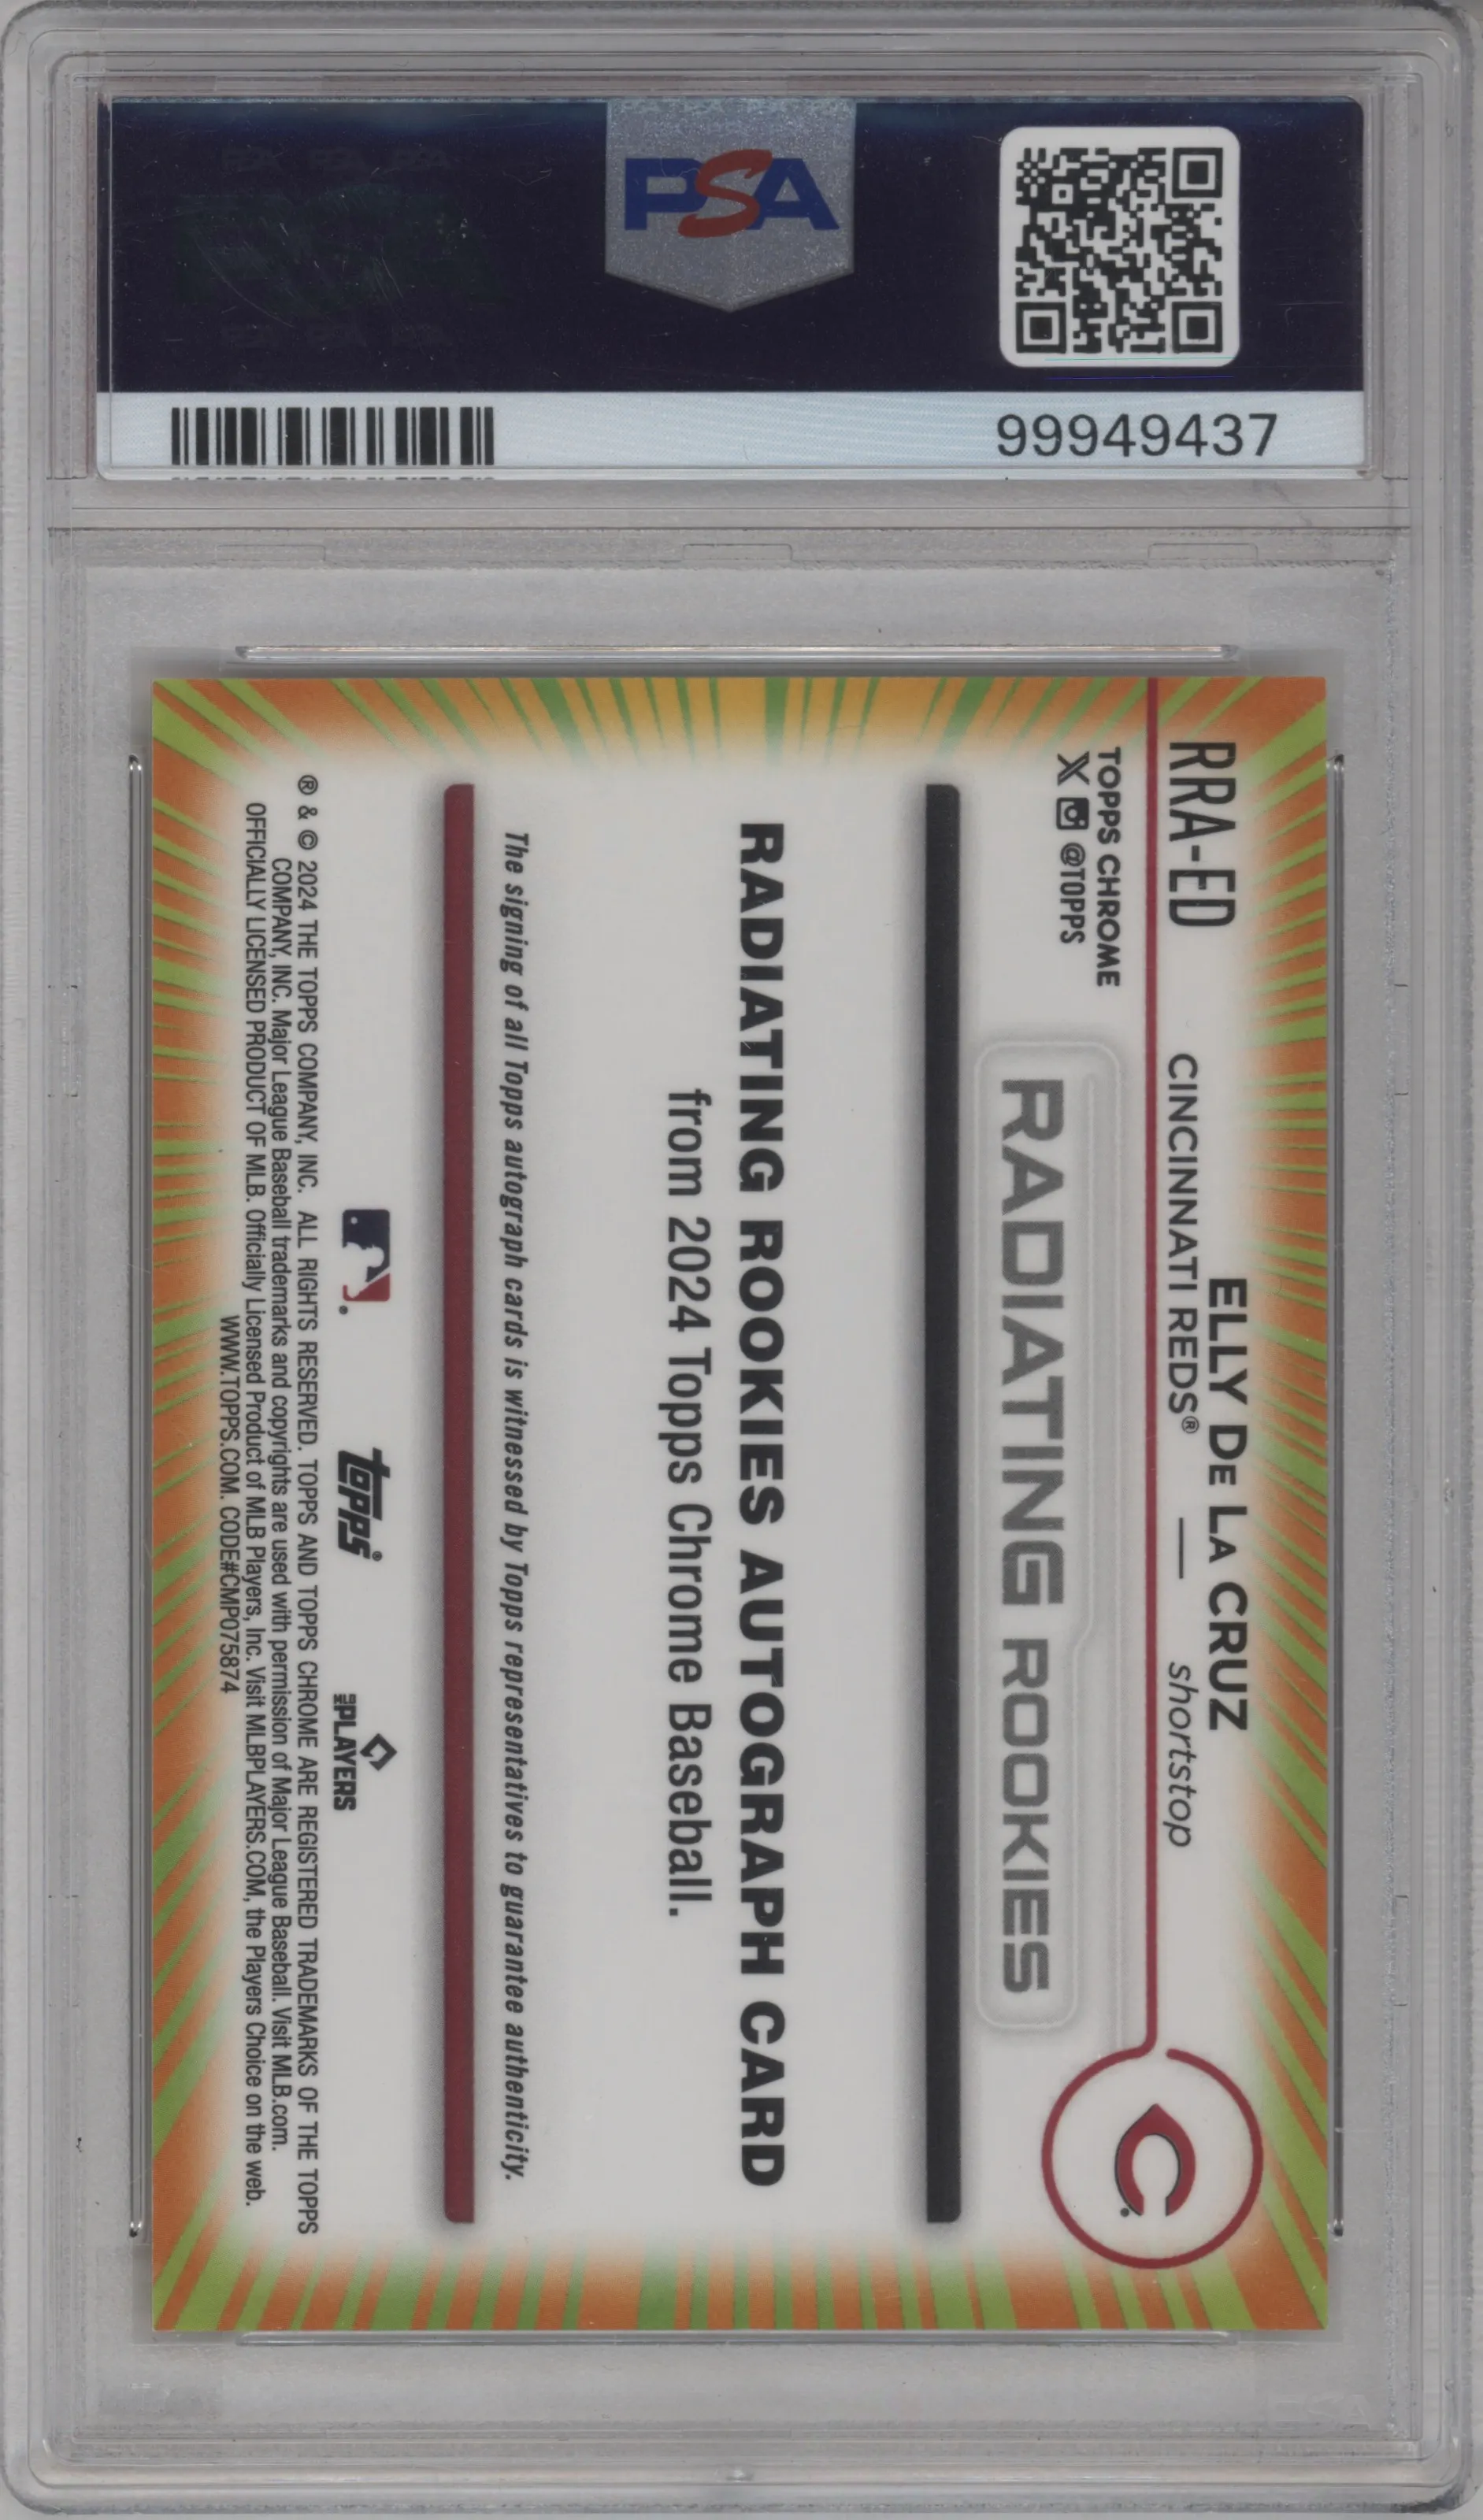 PSA
99949437
RRA-ED
ELLY DE LA CRUZ
CINCINNATI REDS® — shortstop
TOPPS CHROME
X @TOPPS
RADIATING ROOKIES
RADIATING ROOKIES AUTOGRAPH CARD
from 2024 Topps Chrome Baseball.
The signing of all Topps autograph cards is witnessed by Topps representatives to guarantee authenticity.
topps®
MLB PLAYERS
® & © 2024 THE TOPPS COMPANY, INC. ALL RIGHTS RESERVED. TOPPS AND TOPPS CHROME ARE REGISTERED TRADEMARKS OF THE TOPPS
COMPANY, INC. Major League Baseball trademarks and copyrights are used with permission of Major League Baseball. Visit MLB.com.
OFFICIALLY LICENSED PRODUCT OF MLB. Officially Licensed Product of MLB Players, Inc. Visit MLBPLAYERS.COM, the Players Choice on the web.
WWW.TOPPS.COM. CODE#CMP075874